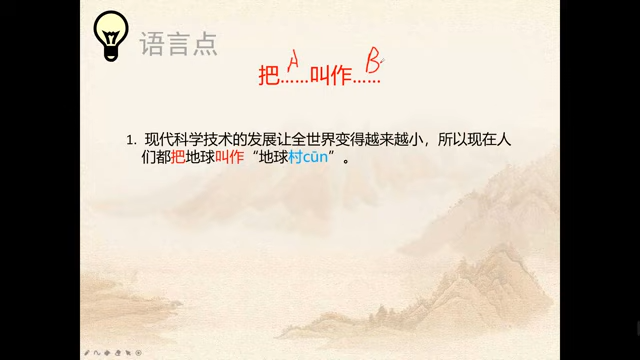 语言点
A B
把……叫作……
1. 现代科学技术的发展让全世界变得越来越小，所以现在人
们都把地球叫作“地球村cūn”。